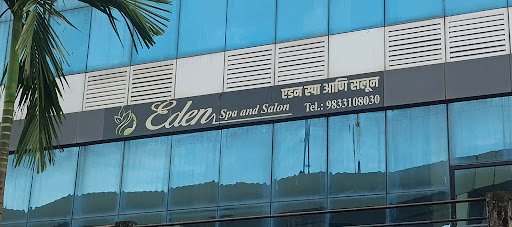 Eden Spa and Salon
एडन स्पा आणि सलून
Tel.: 9833108030